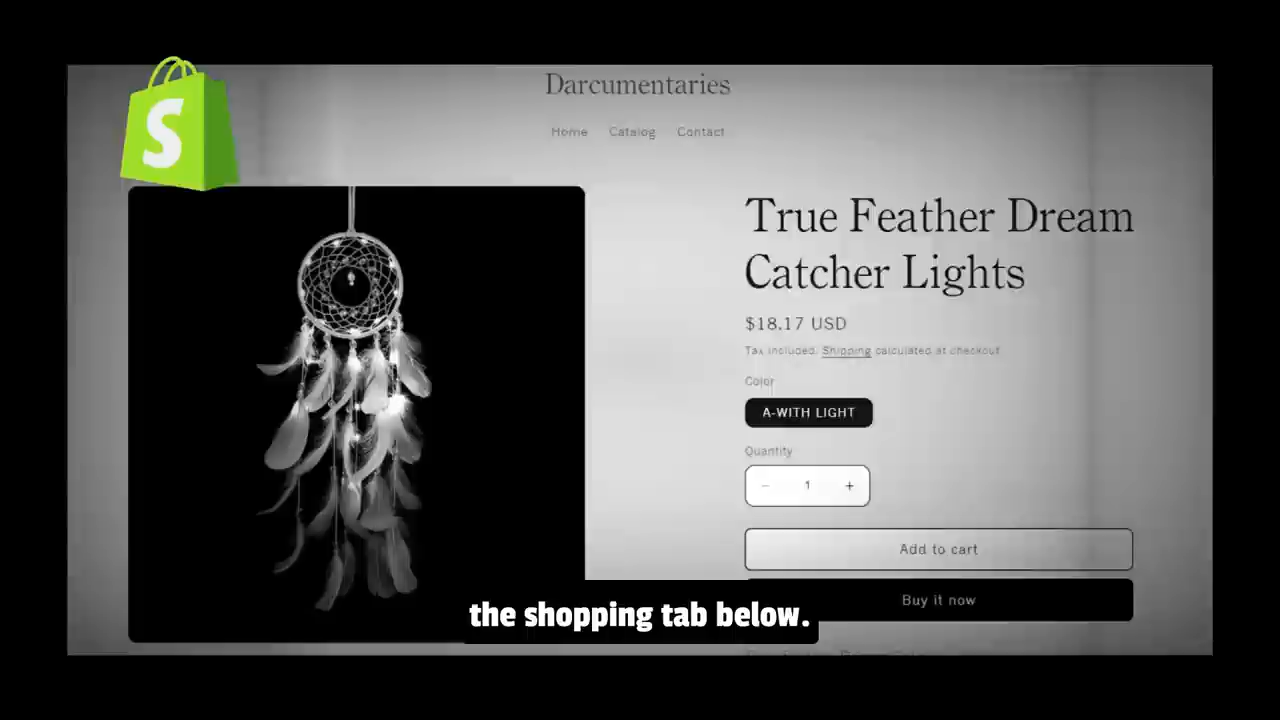 S
Darcumentaries
Home Catalog Contact
True Feather Dream
Catcher Lights
$18.17 USD
Tax included. Shipping calculated at checkout.
Color
A-WITH LIGHT
Quantity
− 1 +
Add to cart
Buy it now
the shopping tab below.